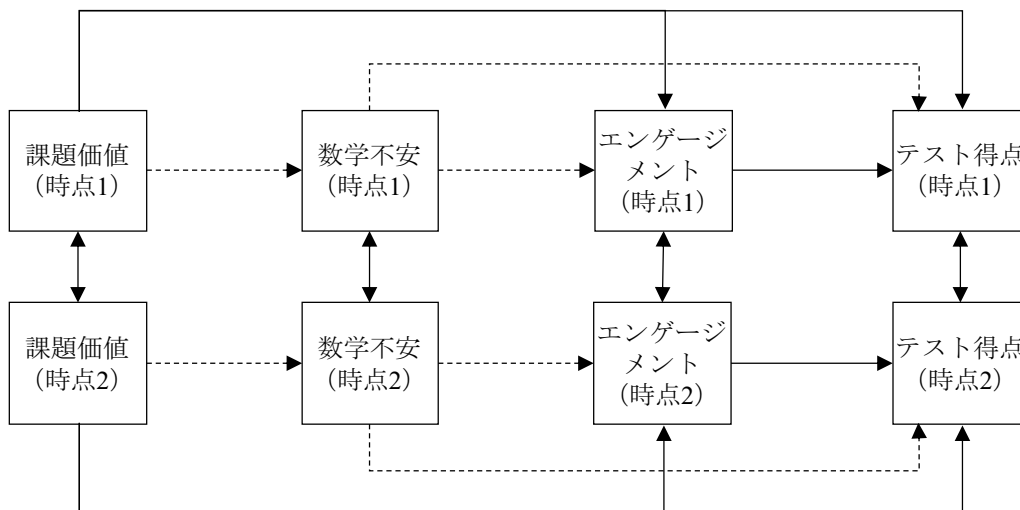 課題価値
（時点1）
数学不安
（時点1）
エンゲージ
メント
（時点1）
テスト得点
（時点1）
課題価値
（時点2）
数学不安
（時点2）
エンゲージ
メント
（時点2）
テスト得点
（時点2）